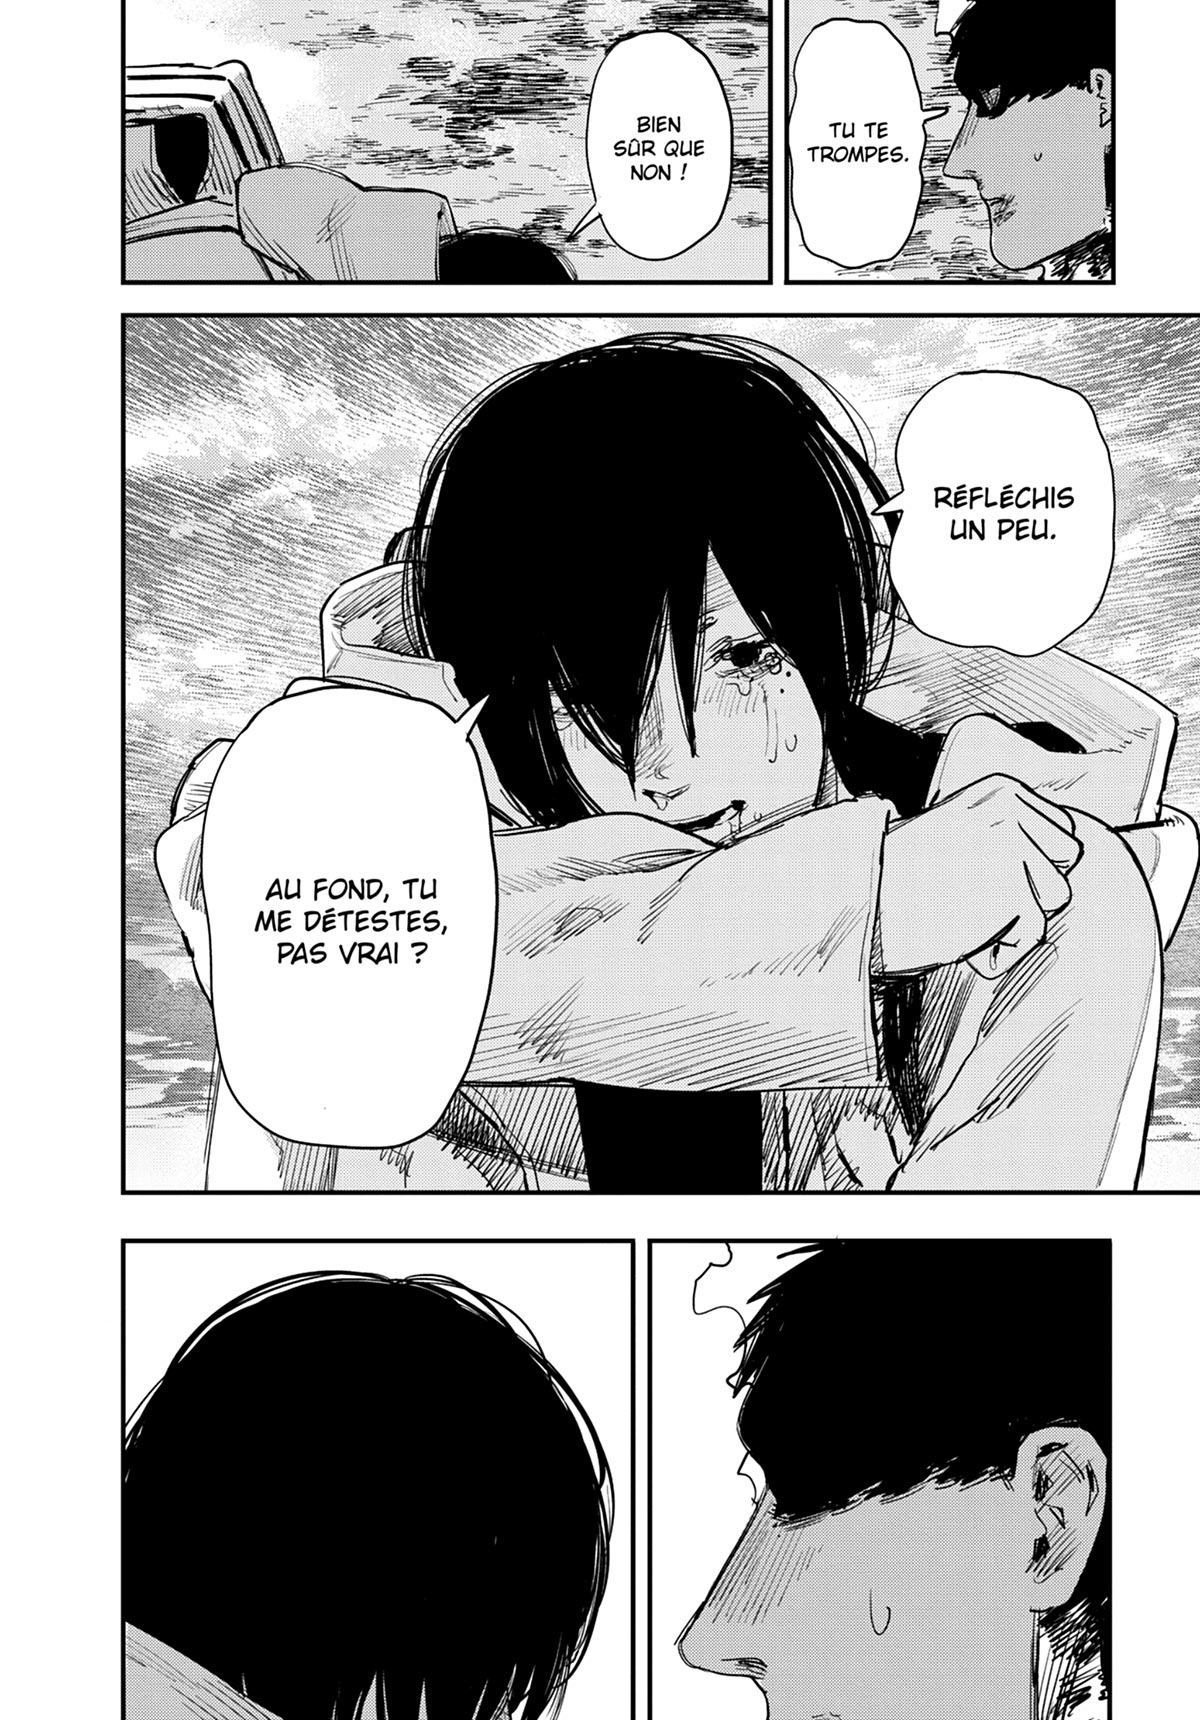 TU TE
TROMPES.
BIEN
SÛR QUE
NON !
RÉFLÉCHIS
UN PEU.
AU FOND, TU
ME DÉTESTES,
PAS VRAI ?